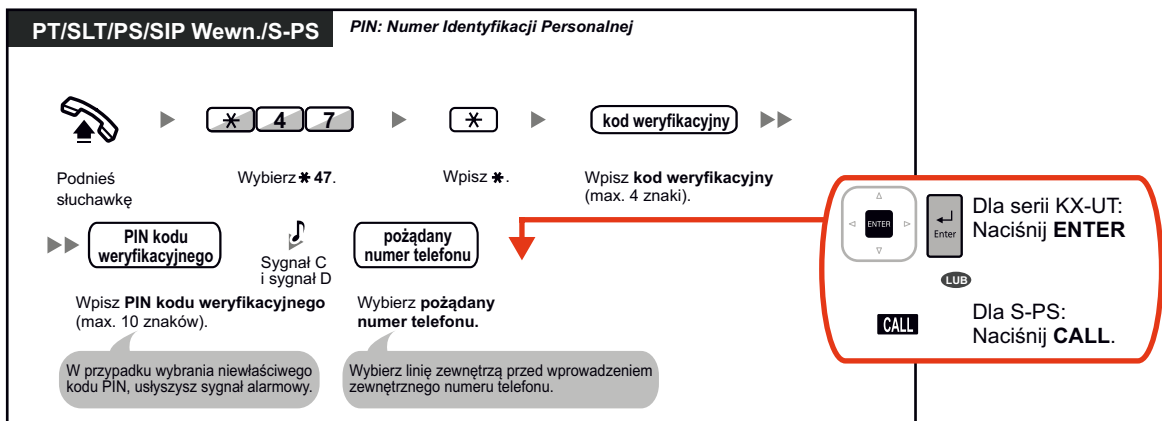 PT/SLT/PS/SIP Wewn./S-PS
PIN: Numer Identyfikacji Personalnej
✱ 4 7
✱
kod weryfikacyjny
Podnieś
słuchawkę
Wybierz ✱ 47.
Wpisz ✱.
Wpisz kod weryfikacyjny
(max. 4 znaki).
PIN kodu
weryfikacyjnego
Sygnał C
i sygnał D
pożądany
numer telefonu
Wpisz PIN kodu weryfikacyjnego
(max. 10 znaków).
Wybierz pożądany
numer telefonu.
W przypadku wybrania niewłaściwego
kodu PIN, usłyszysz sygnał alarmowy.
Wybierz linię zewnętrzą przed wprowadzeniem
zewnętrznego numeru telefonu.
ENTER
Enter
Dla serii KX-UT:
Naciśnij ENTER
LUB
CALL
Dla S-PS:
Naciśnij CALL.